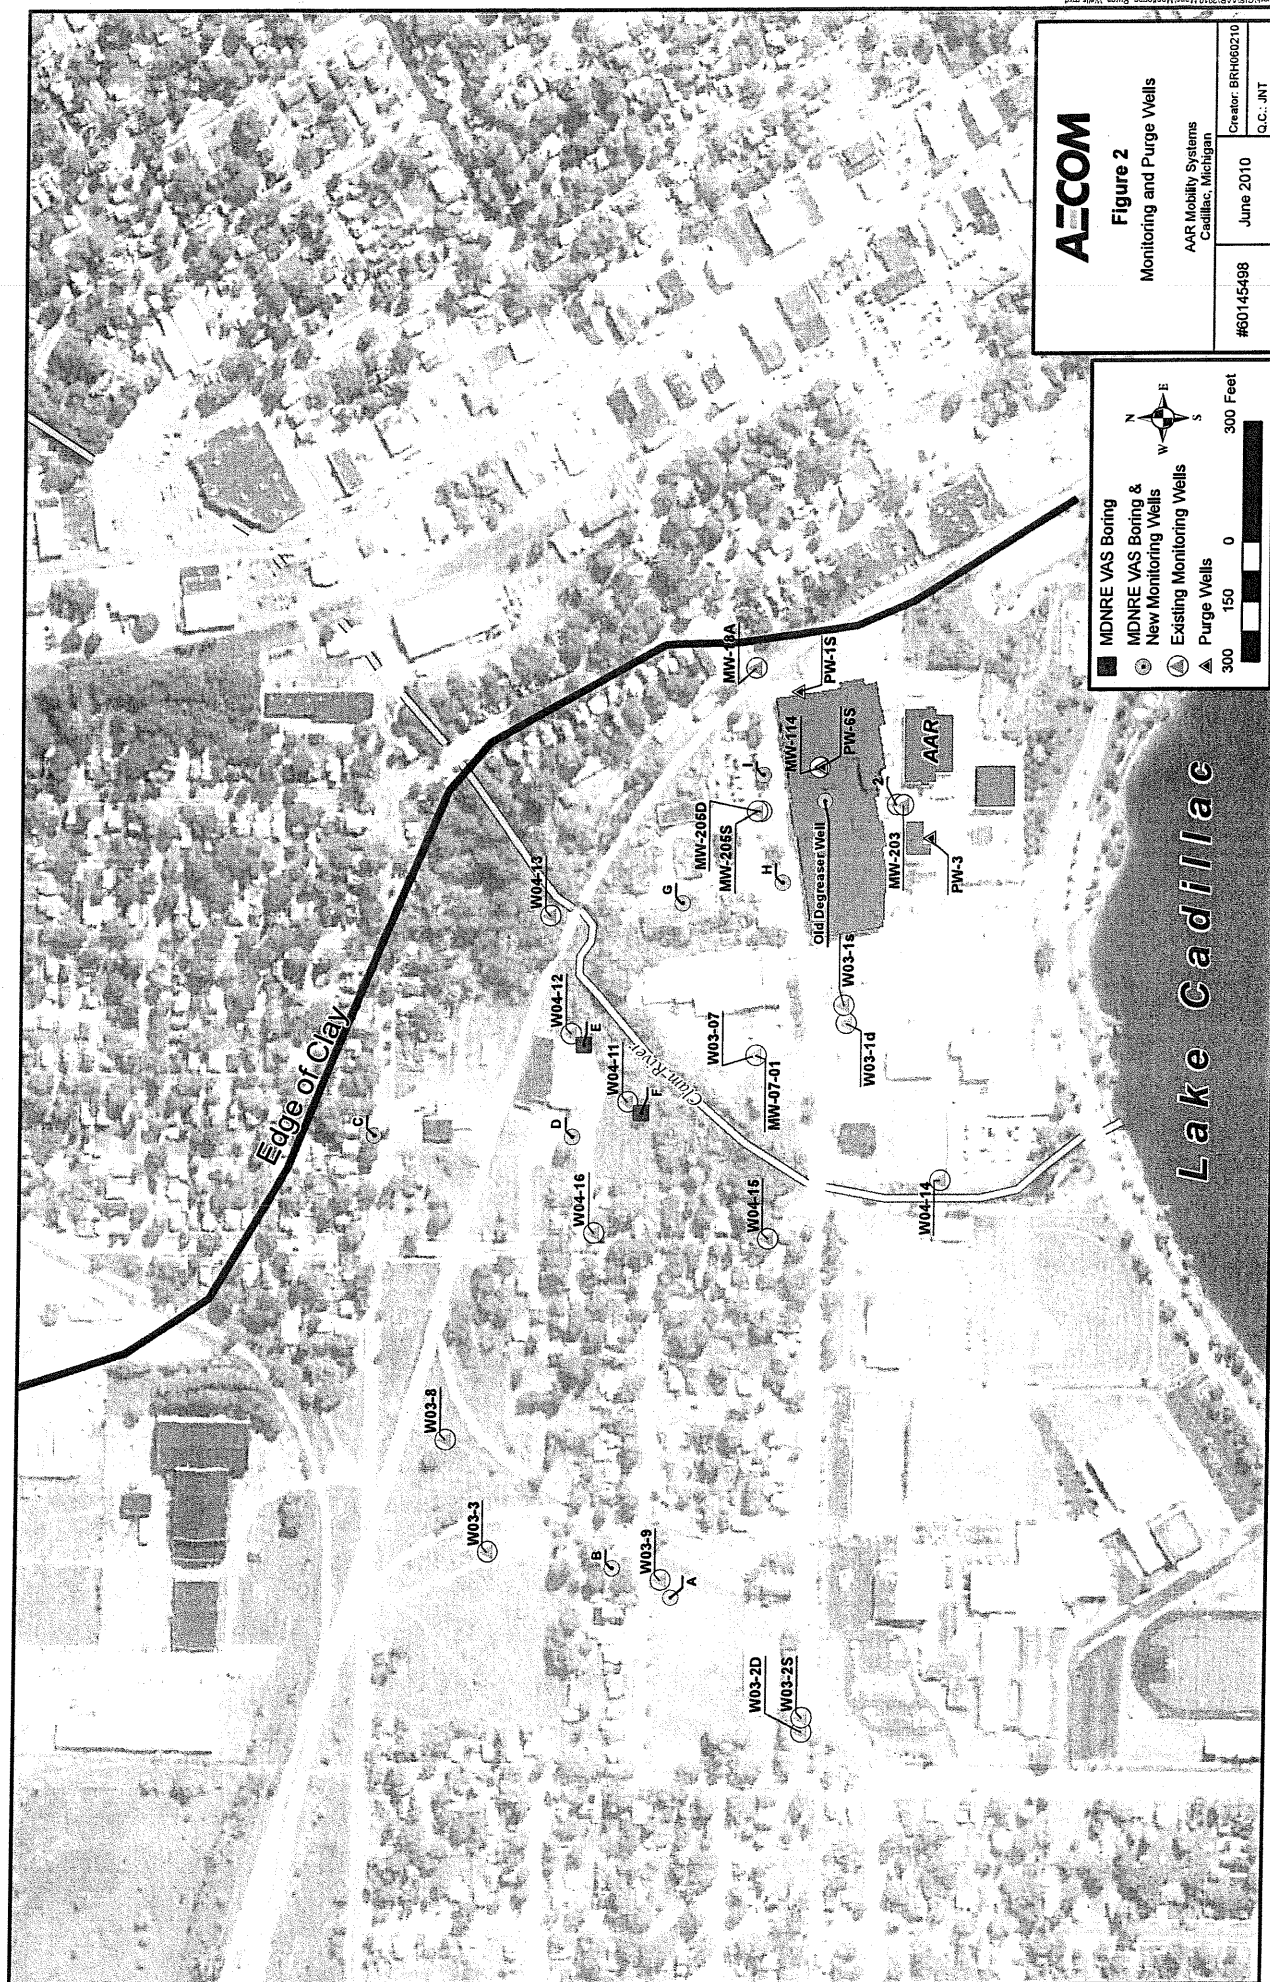 AECOM
Figure 2
Monitoring and Purge Wells
AAR Mobility Systems
Cadillac, Michigan
#60145498
June 2010
Creator: BRH060210
Q.C.: JNT
MDNRE VAS Boring
MDNRE VAS Boring &
New Monitoring Wells
Existing Monitoring Wells
Purge Wells
N
W
E
S
300
150
0
300 Feet
Edge of Clay
C
W03-8
W03-3
W04-13
W04-12
E
W04-11
F
D
W04-16
B
W03-9
A
Clam River
G
MW-205D
MW-205S
H
I
MW-18A
PW-1S
MW-114
PW-6S
Old Degreaser Well
W03-07
MW-07-01
W04-15
W03-1s
W03-1d
W03-2D
W03-2S
2
MW-203
AAR
PW-3
W04-14
Lake Cadillac